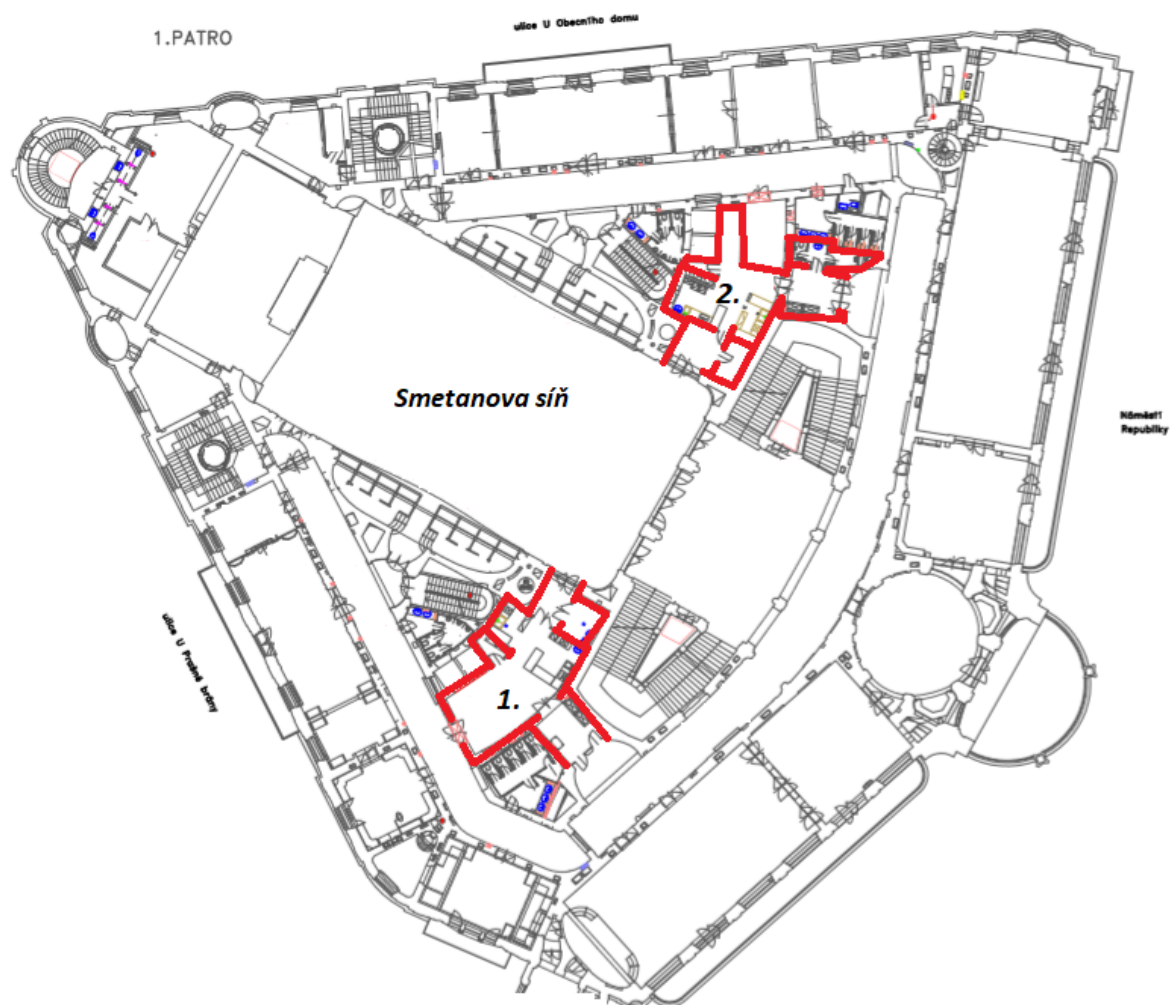 ulice U Obecního domu
1.PATRO
2.
Smetanova síň
Náměstí
Republiky
ulice U Prašné brány
1.